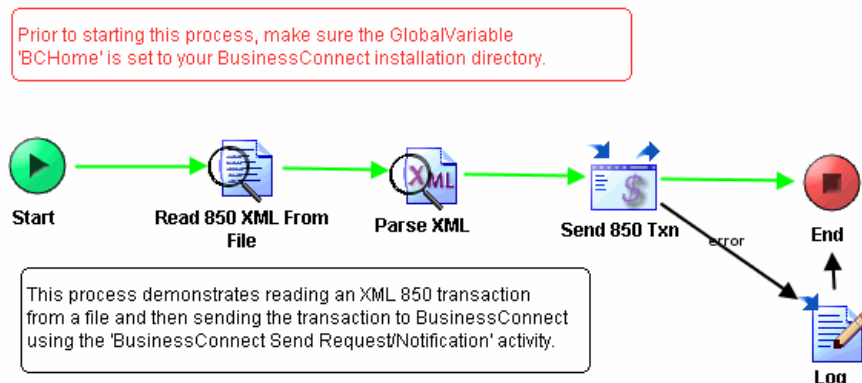 Prior to starting this process, make sure the GlobalVariable
'BCHome' is set to your BusinessConnect installation directory.
XML
$
Start
Read 850 XML From
File
Parse XML
Send 850 Txn
error
End
This process demonstrates reading an XML 850 transaction
from a file and then sending the transaction to BusinessConnect
using the 'BusinessConnect Send Request/Notification' activity.
Log